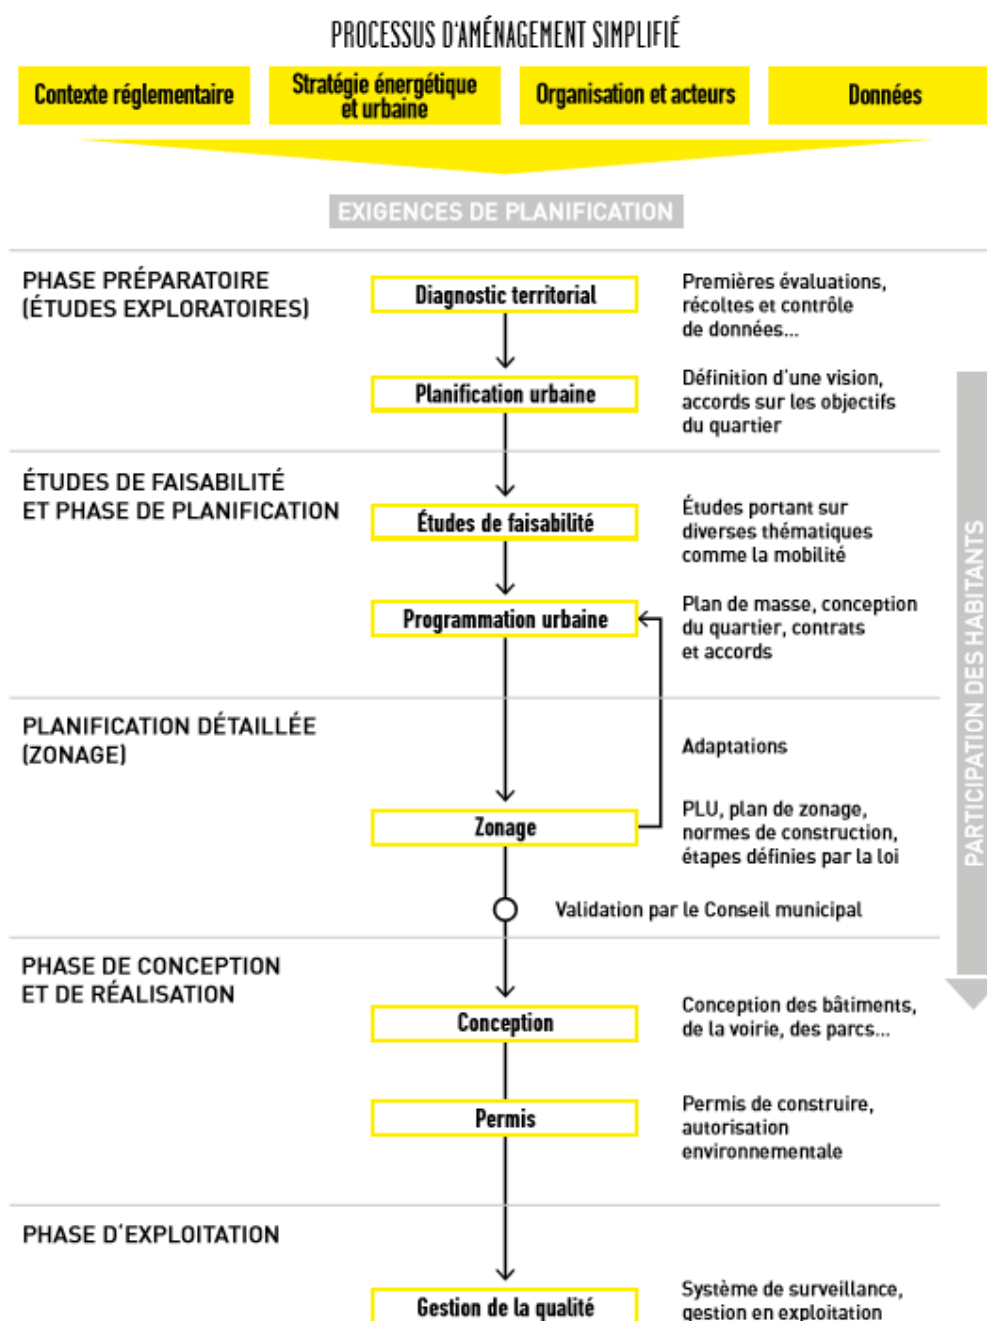 PROCESSUS D'AMÉNAGEMENT SIMPLIFIÉ
Contexte réglementaire
Stratégie énergétique
et urbaine
Organisation et acteurs
Données
EXIGENCES DE PLANIFICATION
PHASE PRÉPARATOIRE
(ÉTUDES EXPLORATOIRES)
Diagnostic territorial
Premières évaluations,
récoltes et contrôle
de données...
Planification urbaine
Définition d'une vision,
accords sur les objectifs
du quartier
ÉTUDES DE FAISABILITÉ
ET PHASE DE PLANIFICATION
Études de faisabilité
Études portant sur
diverses thématiques
comme la mobilité
Programmation urbaine
Plan de masse, conception
du quartier, contrats
et accords
PLANIFICATION DÉTAILLÉE
(ZONAGE)
Adaptations
Zonage
PLU, plan de zonage,
normes de construction,
étapes définies par la loi
Validation par le Conseil municipal
PHASE DE CONCEPTION
ET DE RÉALISATION
Conception
Conception des bâtiments,
de la voirie, des parcs...
Permis
Permis de construire,
autorisation
environnementale
PHASE D'EXPLOITATION
Gestion de la qualité
Système de surveillance,
gestion en exploitation
PARTICIPATION DES HABITANTS